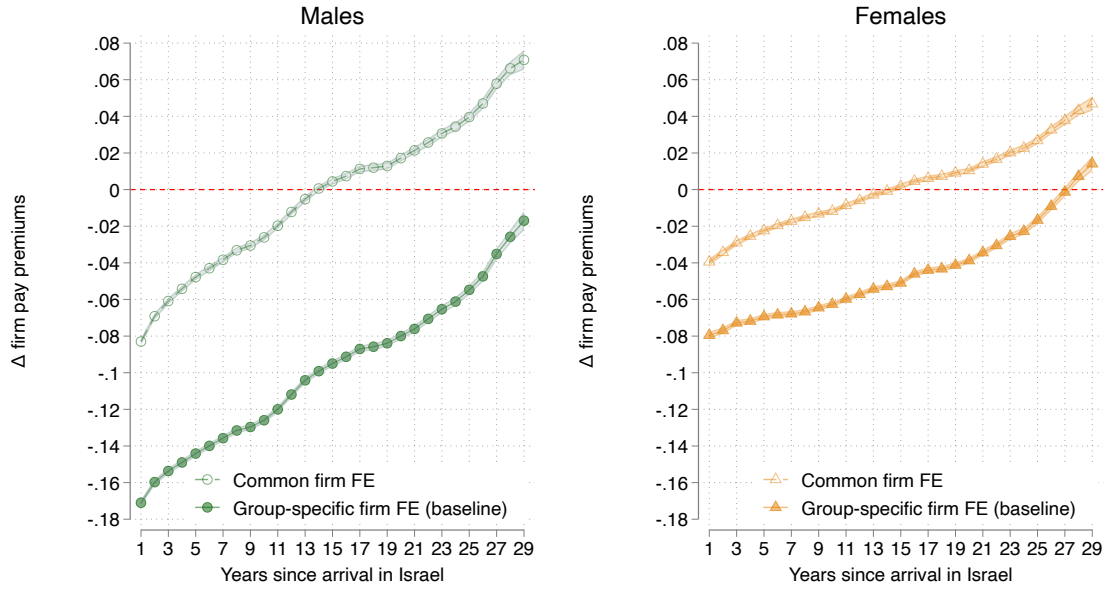 Males
Δ firm pay premiums
.08
.06
.04
.02
0
-.02
-.04
-.06
-.08
-.1
-.12
-.14
-.16
-.18
Common firm FE
Group-specific firm FE (baseline)
1 3 5 7 9 11 13 15 17 19 21 23 25 27 29
Years since arrival in Israel
Females
Δ firm pay premiums
.08
.06
.04
.02
0
-.02
-.04
-.06
-.08
-.1
-.12
-.14
-.16
-.18
Common firm FE
Group-specific firm FE (baseline)
1 3 5 7 9 11 13 15 17 19 21 23 25 27 29
Years since arrival in Israel